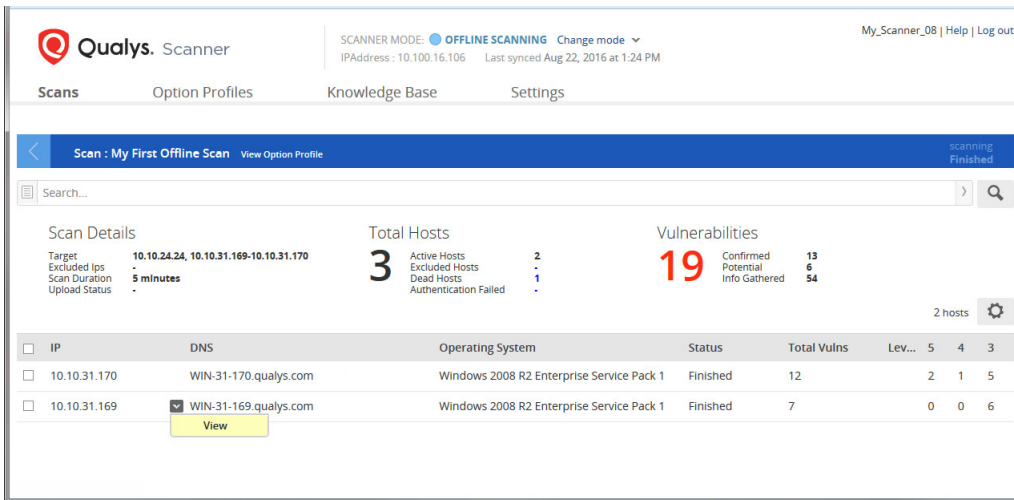 Qualys. Scanner
SCANNER MODE: OFFLINE SCANNING Change mode
IPAddress : 10.100.16.106 Last synced Aug 22, 2016 at 1:24 PM
My_Scanner_08 | Help | Log out
Scans Option Profiles Knowledge Base Settings
Scan : My First Offline Scan View Option Profile
scanning
Finished
Search...
Scan Details
Target 10.10.24.24, 10.10.31.169-10.10.31.170
Excluded Ips -
Scan Duration 5 minutes
Upload Status -
Total Hosts
3
Active Hosts 2
Excluded Hosts -
Dead Hosts 1
Authentication Failed -
Vulnerabilities
19
Confirmed 13
Potential 6
Info Gathered 54
2 hosts
IP DNS Operating System Status Total Vulns Lev... 5 4 3
10.10.31.170 WIN-31-170.qualys.com Windows 2008 R2 Enterprise Service Pack 1 Finished 12 2 1 5
10.10.31.169 WIN-31-169.qualys.com Windows 2008 R2 Enterprise Service Pack 1 Finished 7 0 0 6
View